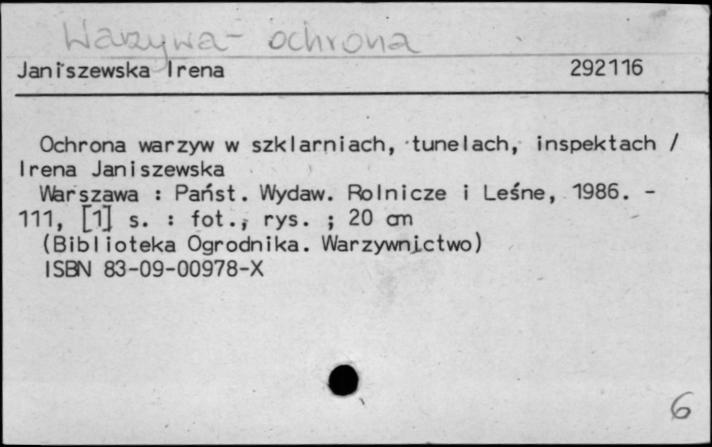 Warzywa - ochrona
Janiszewska Irena 292116
Ochrona warzyw w szklarniach, tunelach, inspektach /
Irena Janiszewska
Warszawa : Państ. Wydaw. Rolnicze i Leśne, 1986. -
111, [1] s. : fot., rys. ; 20 cm
(Biblioteka Ogrodnika. Warzywnictwo)
ISBN 83-09-00978-X
6